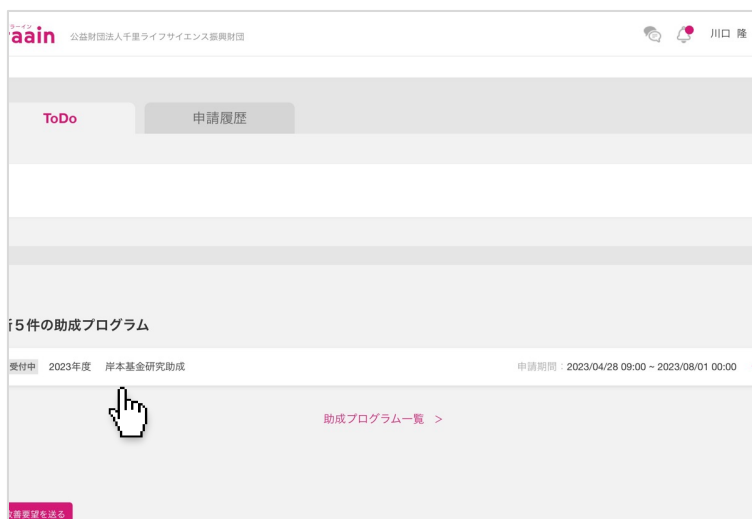 raain 公益財団法人千里ライフサイエンス振興財団 川口 隆
ToDo 申請履歴
新5件の助成プログラム
受付中 2023年度 岸本基金研究助成 申請期間：2023/04/28 09:00 ~ 2023/08/01 00:00
助成プログラム一覧 >
改善要望を送る